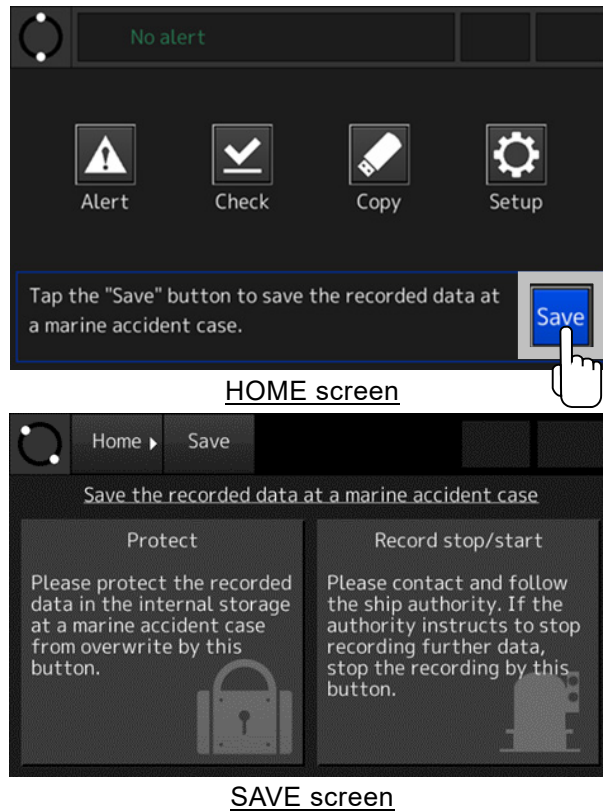 No alert
Alert
Check
Copy
Setup
Tap the "Save" button to save the recorded data at
a marine accident case.
Save
HOME screen
Home
Save
Save the recorded data at a marine accident case
Protect
Please protect the recorded
data in the internal storage
at a marine accident case
from overwrite by this
button.
Record stop/start
Please contact and follow
the ship authority. If the
authority instructs to stop
recording further data,
stop the recording by this
button.
SAVE screen